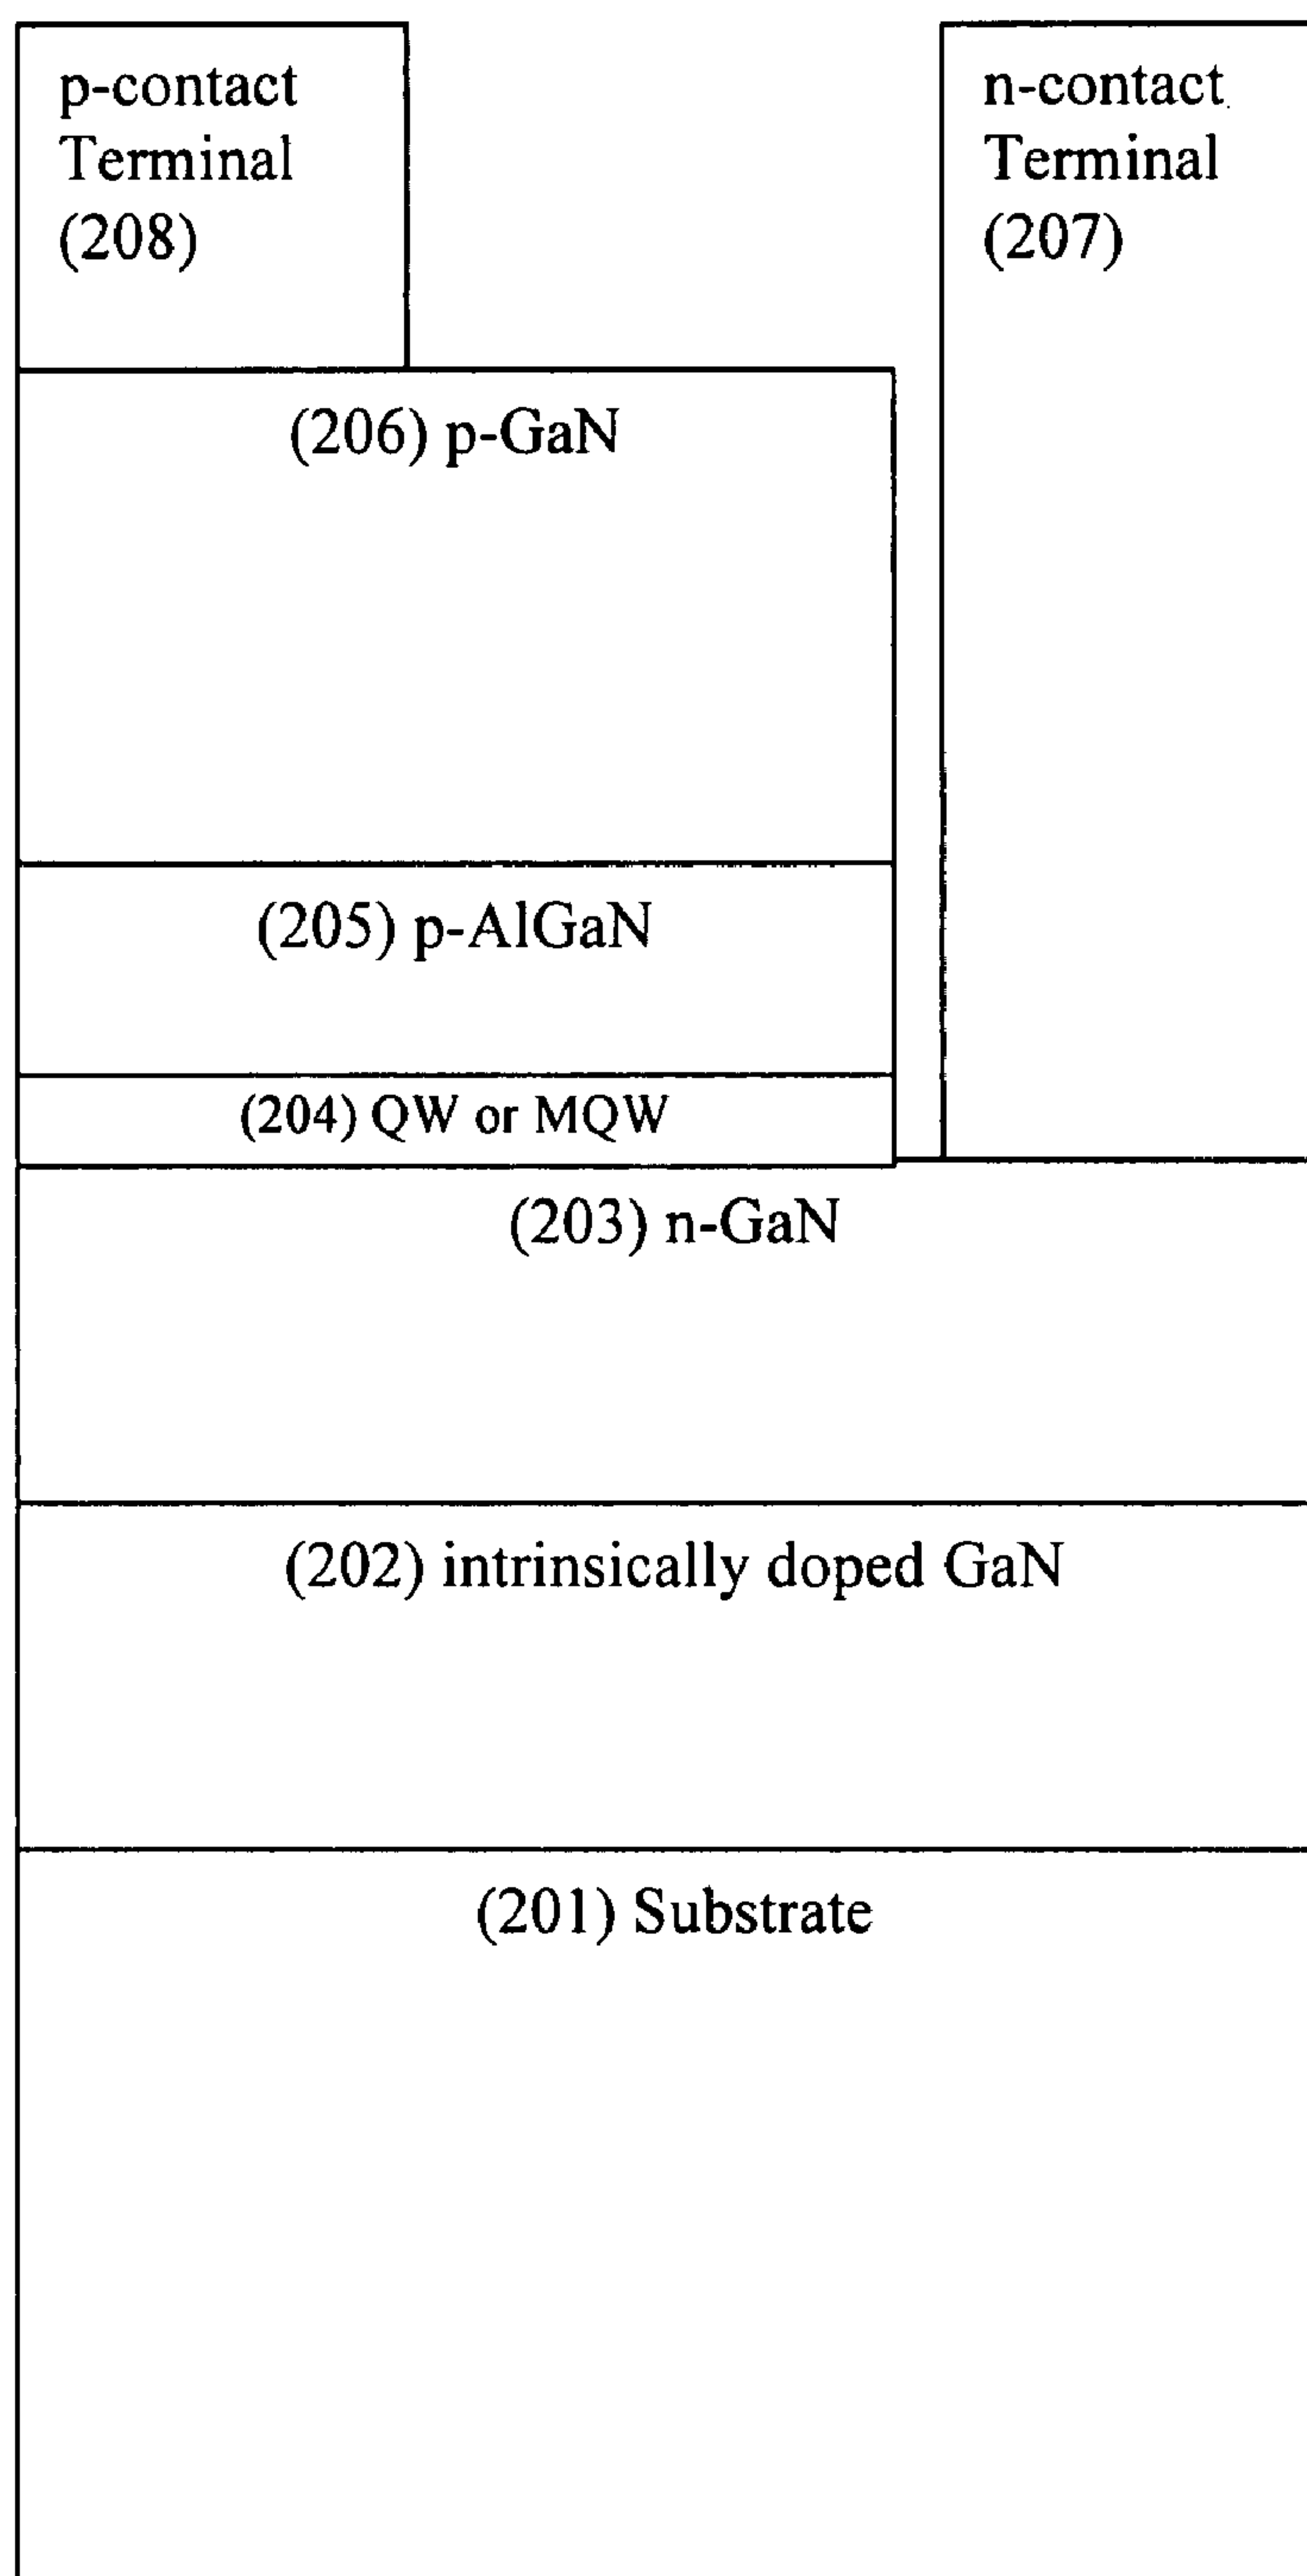 p-contact
Terminal
(208)
n-contact
Terminal
(207)
(206) p-GaN
(205) p-AlGaN
(204) QW or MQW
(203) n-GaN
(202) intrinsically doped GaN
(201) Substrate